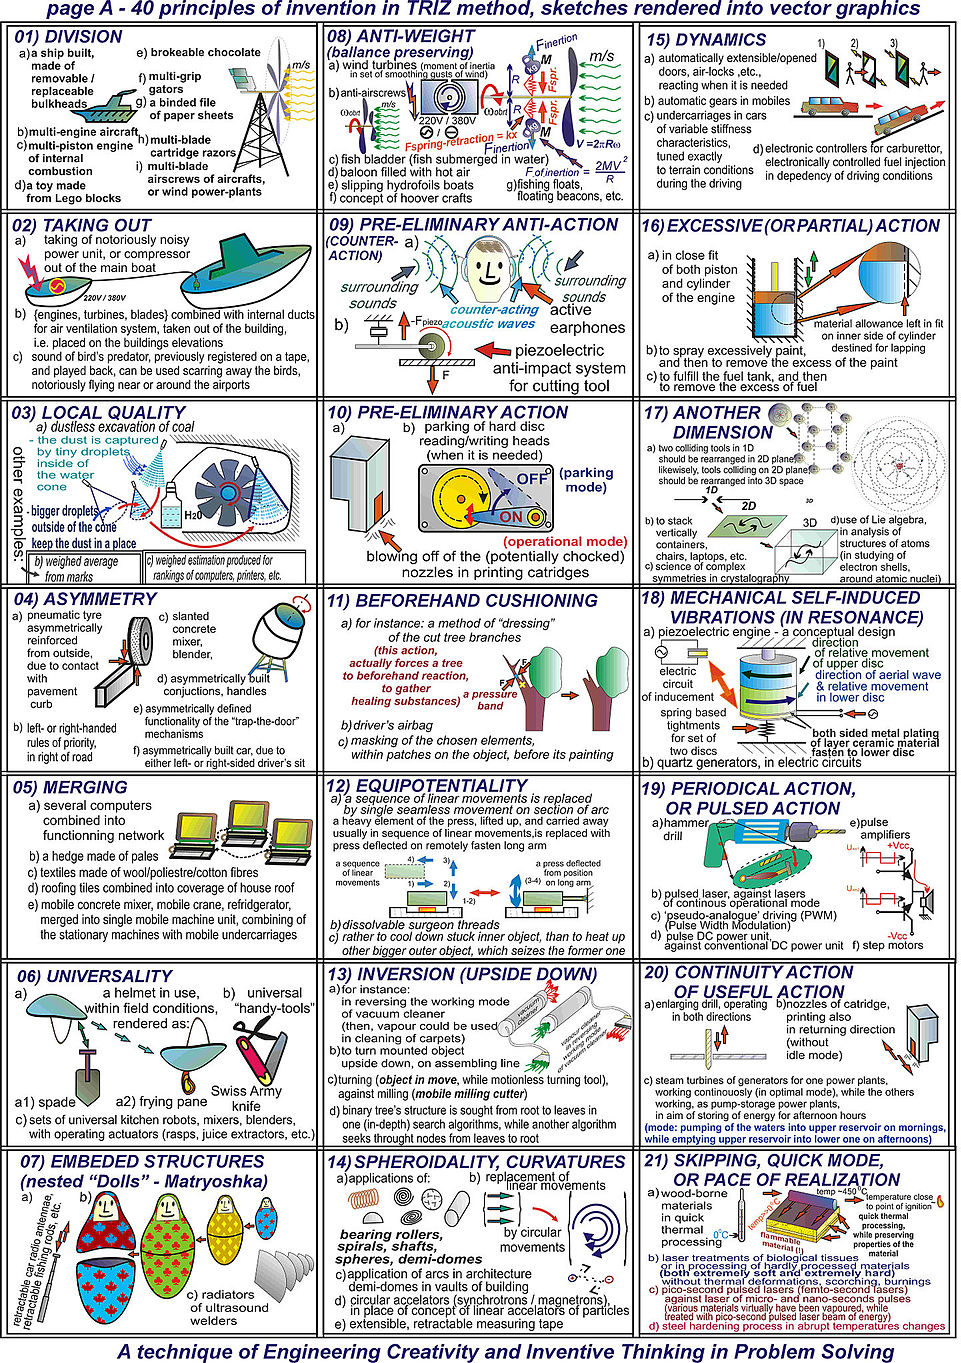 page A - 40 principles of invention in TRIZ method, sketches rendered into vector graphics
01) DIVISION
a) a ship built,
made of
removable /
replaceable
bulkheads
b) multi-engine aircraft
c) multi-piston engine
of internal
combustion
d) a toy made
from Lego blocks
e) brokeable chocolate
f) multi-grip
gators
g) a binded file
of paper sheets
h) multi-blade
cartridge razors
i) multi-blade
airscrews of aircrafts,
or wind power-plants
m/s
02) TAKING OUT
a) taking of notoriously noisy
power unit, or compressor
out of the main boat
220V / 380V
b) {engines, turbines, blades} combined with internal ducts
for air ventilation system, taken out of the building,
i.e. placed on the buildings elevations
c) sound of bird's predator, previously registered on a tape,
and played back, can be used scarring away the birds,
notoriously flying near or around the airports
03) LOCAL QUALITY
a) dustless excavation of coal
- the dust is captured
by tiny droplets
inside of
the water
cone
- bigger droplets
outside of the cone
keep the dust in a place
H20
other examples:
b) weighed average
from marks
c) weighed estimation produced for
rankings of computers, printers, etc.
04) ASYMMETRY
a) pneumatic tyre
asymmetrically
reinforced
from outside,
due to contact
with
pavement
curb
b) left- or right-handed
rules of priority,
in right of road
c) slanted
concrete
mixer,
blender,
d) asymmetrically built
conjuctions, handles
e) asymmetrically defined
functionality of the "trap-the-door"
mechanisms
f) asymmetrically built car, due to
either left- or right-sided driver's sit
05) MERGING
a) several computers
combined into
functionning network
b) a hedge made of pales
c) textiles made of wool/poliestre/cotton fibres
d) roofing tiles combined into coverage of house roof
e) mobile concrete mixer, mobile crane, refridgerator,
merged into single mobile machine unit, combining of
the stationary machines with mobile undercarriages
06) UNIVERSALITY
a) a helmet in use,
within field conditions,
rendered as:
b) universal
"handy-tools"
a1) spade
a2) frying pane
Swiss Army
knife
c) sets of universal kitchen robots, mixers, blenders,
with operating actuators (rasps, juice extractors, etc.)
07) EMBEDED STRUCTURES
(nested "Dolls" - Matryoshka)
a)
b)
retractable car radio antennae,
retractable fishing rods, etc.
c) radiators
of ultrasound
welders
08) ANTI-WEIGHT
(ballance preserving)
a) wind turbines (moment of inertia
in set of smoothing gusts of wind)
b) anti-airscrews
m/s
ωobrt
220V / 380V
/
Finertion
M
R
R
Fspr.
Fspr.
ωobrt
M
Finertion
m/s
V =2πRω
Fspring-retraction = kx
F.of.inertion = 2MV²
R
c) fish bladder (fish submerged in water)
d) baloon filled with hot air
e) slipping hydrofoils boats
f) concept of hoover crafts
g) fishing floats,
floating beacons, etc.
09) PRE-ELIMINARY ANTI-ACTION
(COUNTER-
ACTION)
a)
surrounding
sounds
surrounding
sounds
counter-acting
acoustic waves
active
earphones
b)
-Fpiezo
F
piezoelectric
anti-impact system
for cutting tool
10) PRE-ELIMINARY ACTION
a)
b) parking of hard disc
reading/writing heads
(when it is needed)
OFF
ON
(parking
mode)
(operational mode)
blowing off of the (potentially chocked)
nozzles in printing catridges
11) BEFOREHAND CUSHIONING
a) for instance: a method of "dressing"
of the cut tree branches
(this action,
actually forces a tree
to beforehand reaction,
to gather
healing substances)
F
F
a pressure
band
b) driver's airbag
c) masking of the chosen elements,
within patches on the object, before its painting
12) EQUIPOTENTIALITY
a) a sequence of linear movements is replaced
by single seamless movement on section of arc
a heavy element of the press, lifted up, and carried away
usually in sequence of linear movements,is replaced with
press deflected on remotely fasten long arm
a sequence
of linear
movements
4)
3)
1)
2)
1-2)
(3-4)
a press deflected
from position
on long arm
b) dissolvable surgeon threads
c) rather to cool down stuck inner object, than to heat up
other bigger outer object, which seizes the former one
13) INVERSION (UPSIDE DOWN)
a) for instance:
in reversing the working mode
of vacuum cleaner
(then, vapour could be used
in cleaning of carpets)
vacuum
cleaner
vapour cleaner
in reversing
working mode
of vacuum cleaner
b) to turn mounted object
upside down, on assembling line
c) turning (object in move, while motionless turning tool),
against milling (mobile milling cutter)
d) binary tree's structure is sought from root to leaves in
one (in-depth) search algorithms, while another algorithm
seeks throught nodes from leaves to root
14) SPHEROIDALITY, CURVATURES
a) applications of:
b) replacement of
linear movements
by circular
movements
bearing rollers,
spirals, shafts,
spheres, demi-domes
c) application of arcs in architecture
demi-domes in vaults of building
d) circular accelators (synchrotrons / magnetrons),
in place of concept of linear accelators of particles
e) extensible, retractable measuring tape
15) DYNAMICS
a) automatically extensible/opened
doors, air-locks ,etc.,
reacting when it is needed
1)
2)
3)
b) automatic gears in mobiles
c) undercarriages in cars
of variable stiffness
characteristics,
tuned exactly
to terrain conditions
during the driving
d) electronic controllers for carburettor,
electronically controlled fuel injection
in depedency of driving conditions
16) EXCESSIVE (OR PARTIAL) ACTION
a) in close fit
of both piston
and cylinder
of the engine
material allowance left in fit
on inner side of cylinder
destined for lapping
b) to spray excessively paint,
and then to remove the excess of the paint
c) to fulfill the fuel tank, and then
to remove the excess of fuel
17) ANOTHER
DIMENSION
a) two colliding tools in 1D
should be rearranged in 2D plane,
likelwisely, tools colliding on 2D plane,
should be rearranged into 3D space
1D
2D
3D
3D
b) to stack
vertically
containers,
chairs, laptops, etc.
c) science of complex
symmetries in crystallography
d) use of Lie algebra,
in analysis of
structures of atoms
(in studying of
electron shells,
around atomic nuclei)
18) MECHANICAL SELF-INDUCED
VIBRATIONS (IN RESONANCE)
a) piezoelectric engine - a conceptual design
electric
circuit
of inducement
direction
of relative movement
of upper disc
direction of aerial wave
& relative movement
in lower disc
spring based
tightments
for set of
two discs
both sided metal plating
of layer ceramic material
fasten to lower disc
b) quartz generators, in electric circuits
19) PERIODICAL ACTION,
OR PULSED ACTION
a) hammer
drill
b) pulsed laser, against lasers
of continous operational mode
c) 'pseudo-analogue' driving (PWM)
(Pulse Width Modulation)
d) pulse DC power unit,
against conventional DC power unit
e) pulse
amplifiers
+Vcc
-Vcc
f) step motors
20) CONTINUITY ACTION
OF USEFUL ACTION
a) enlarging drill, operating
in both directions
b) nozzles of catridge,
printing also
in returning direction
(without
idle mode)
c) steam turbines of generators for one power plants,
working continuously (in optimal mode), while the others
working, as pump-storage power plants,
in aim of storing of energy for afternoon hours
(mode: pumping of the waters into upper reservoir on mornings,
while emptying upper reservoir into lower one on afternoons)
21) SKIPPING, QUICK MODE,
OR PACE OF REALIZATION
a) wood-borne
materials
in quick
thermal
processing
0°C
temp>>0°C
temp ~450°C
flammable
material (!)
temperature close
to point of ignition
quick thermal
processing,
while preserving
properties of the
material
b) laser treatments of biological tissues
or in processing of hardly processed materials
(both extremely soft and extremely hard)
without thermal deformations, scorching, burnings
c) pico-second pulsed lasers (femto-second lasers)
against laser of micro- and nano-seconds pulses
(various materials virtually have been vapoured, while
treated with pico-second pulsed laser beam of energy)
d) steel hardening process in abrupt temperatures changes
A technique of Engineering Creativity and Inventive Thinking in Problem Solving